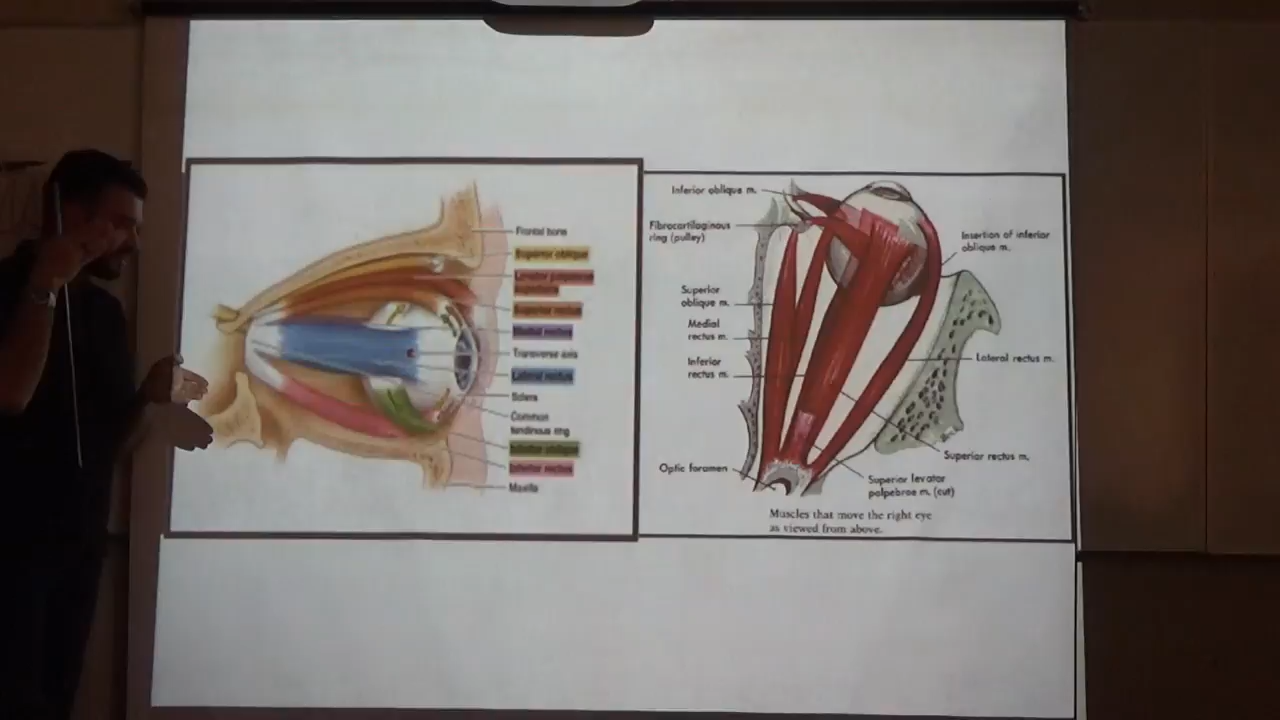 Frontal bone
Superior oblique
Levator palpebrae
Superior rectus
Medial rectus
Transverse axis
Lateral rectus
Sclera
Common
tendinous ring
Inferior oblique
Inferior rectus
Maxilla
Inferior oblique m.
Fibrocartilaginous
ring (pulley)
Superior
oblique m.
Medial
rectus m.
Inferior
rectus m.
Optic foramen
Insertion of inferior
oblique m.
Lateral rectus m.
Superior rectus m.
Superior levator
palpebrae m. (cut)
Muscles that move the right eye
as viewed from above.